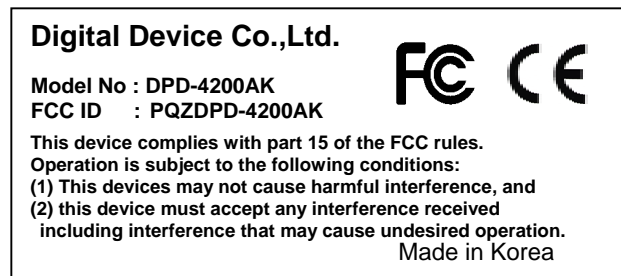 Digital Device Co.,Ltd.
FC CE
Model No : DPD-4200AK
FCC ID : PQZDPD-4200AK
This device complies with part 15 of the FCC rules.
Operation is subject to the following conditions:
(1) This devices may not cause harmful interference, and
(2) this device must accept any interference received
including interference that may cause undesired operation.
Made in Korea